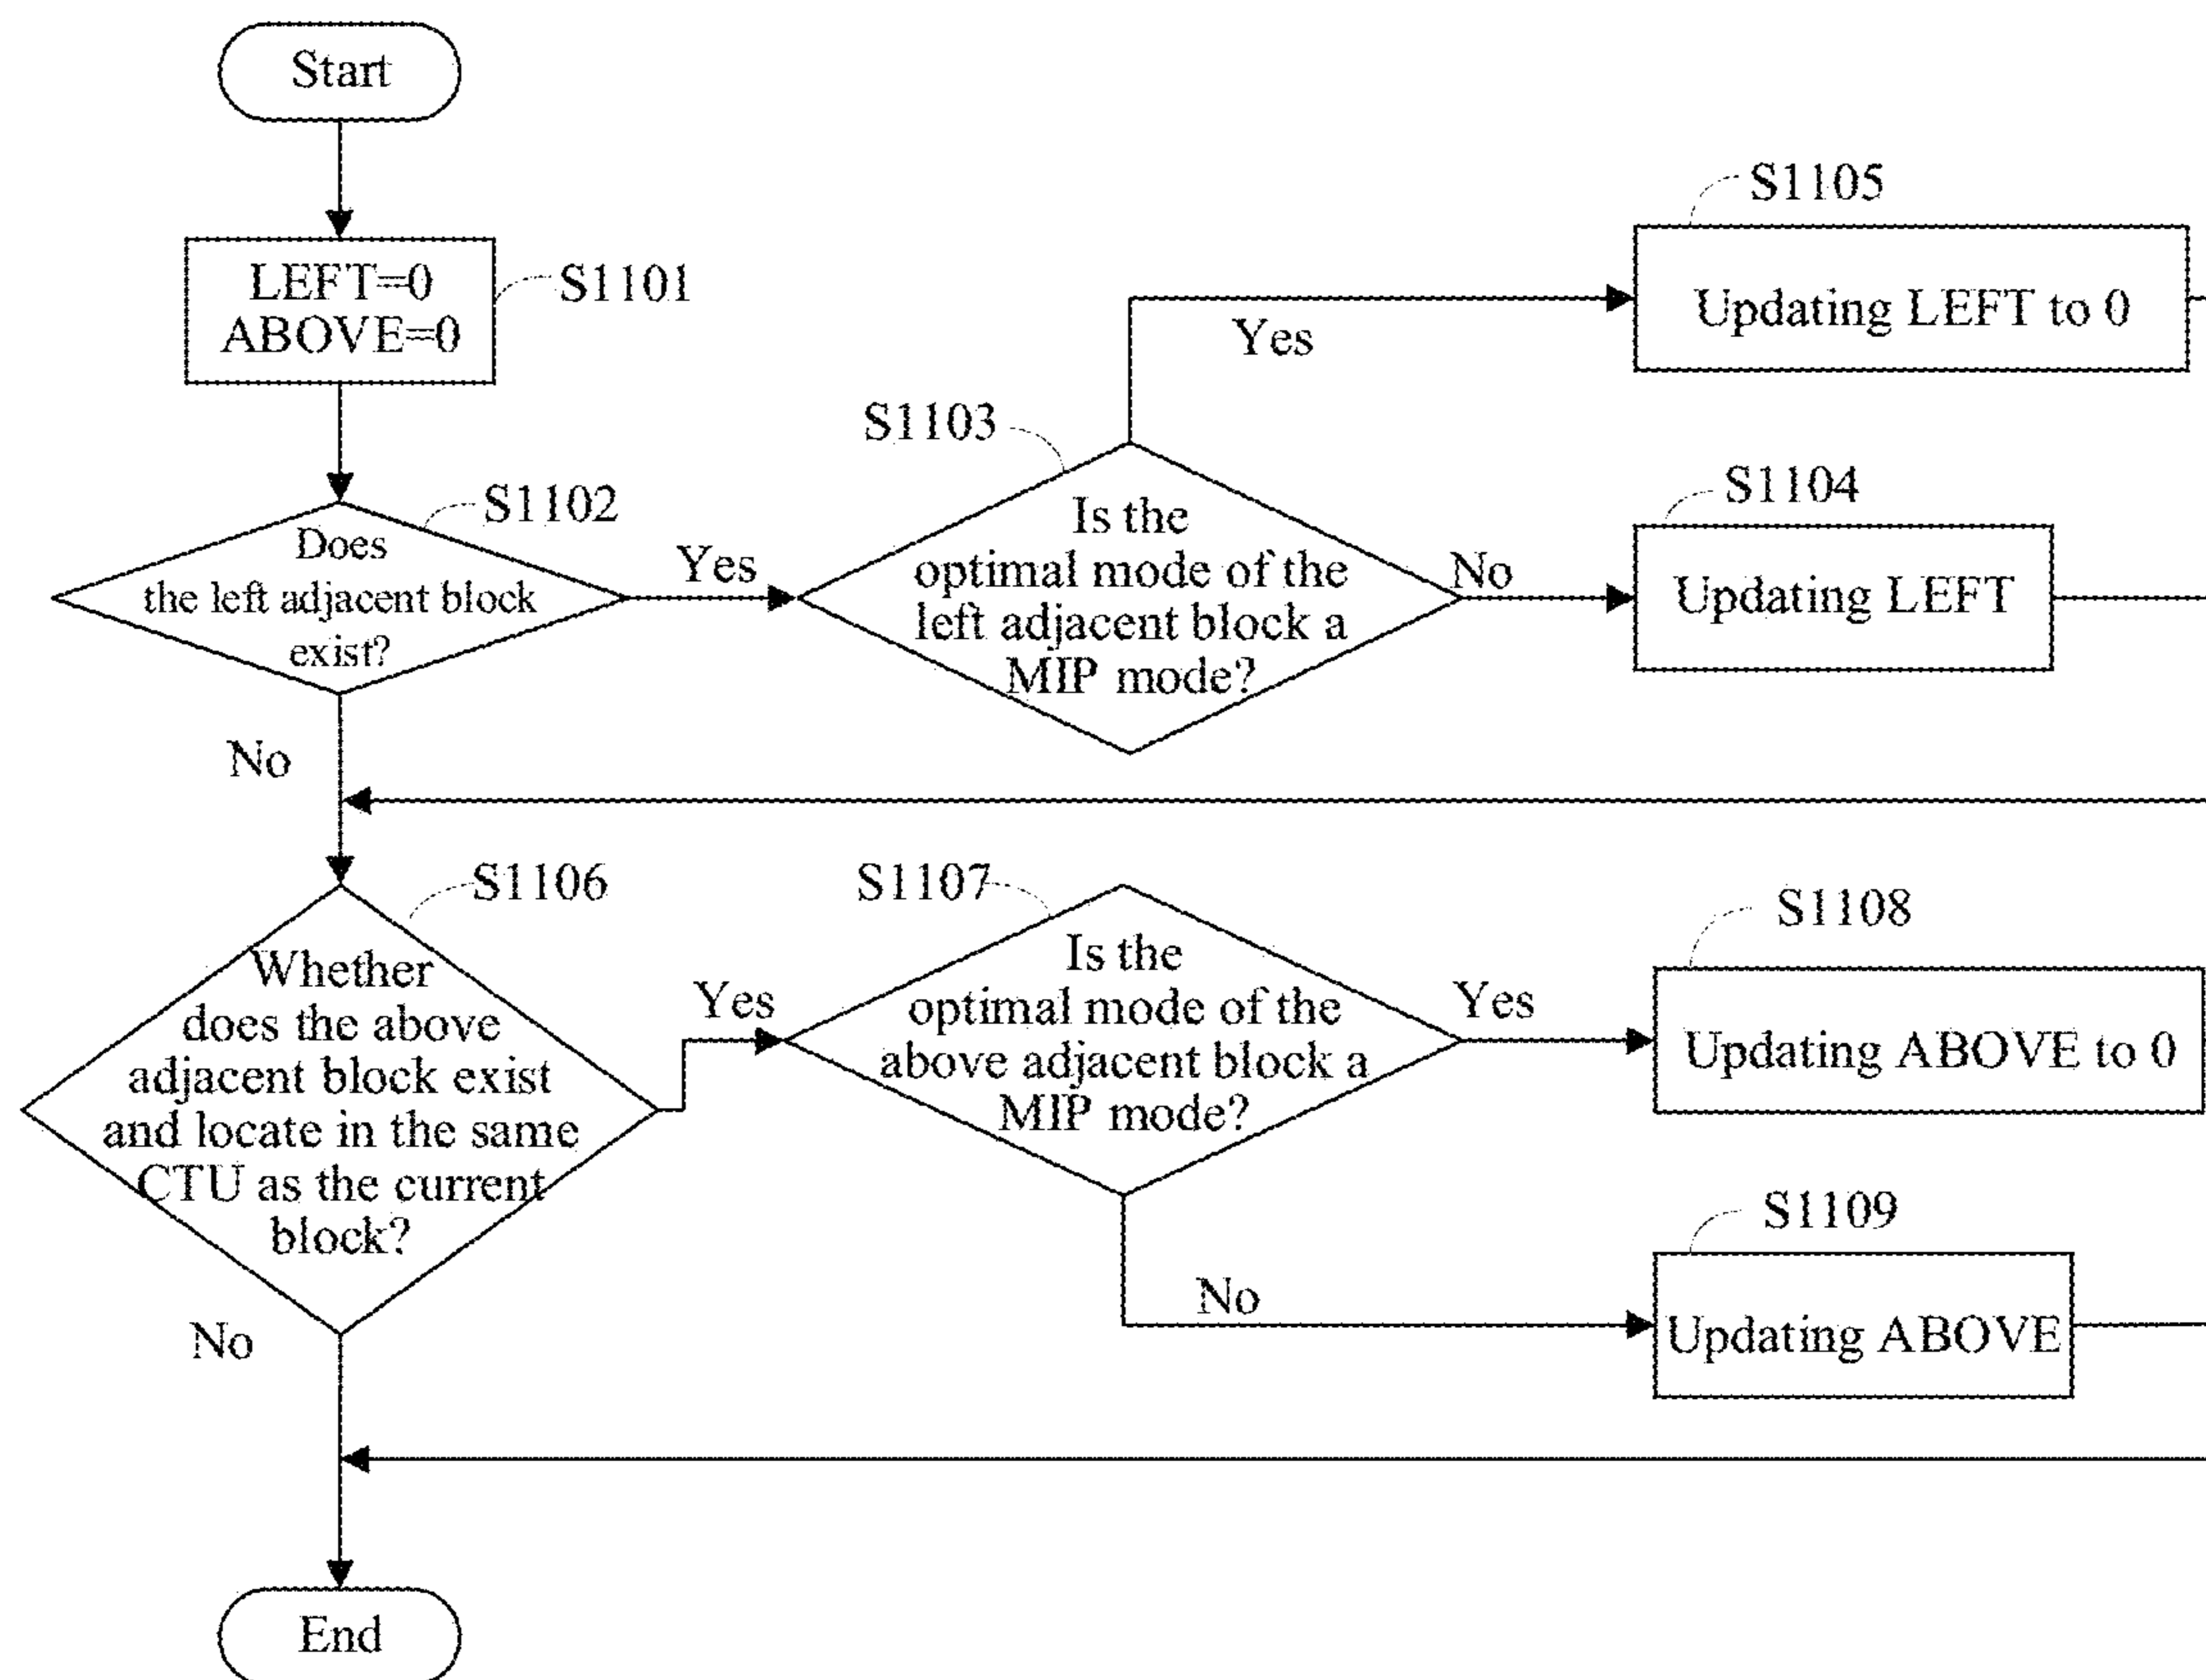 Start
LEFT=0
ABOVE=0
S1101
Does
the left adjacent block
exist?
S1102
Yes
No
Is the
optimal mode of the
left adjacent block a
MIP mode?
S1103
Yes
No
S1105
Updating LEFT to 0
S1104
Updating LEFT
Whether
does the above
adjacent block exist
and locate in the same
CTU as the current
block?
S1106
Yes
No
Is the
optimal mode of the
above adjacent block a
MIP mode?
S1107
Yes
No
S1108
Updating ABOVE to 0
S1109
Updating ABOVE
End